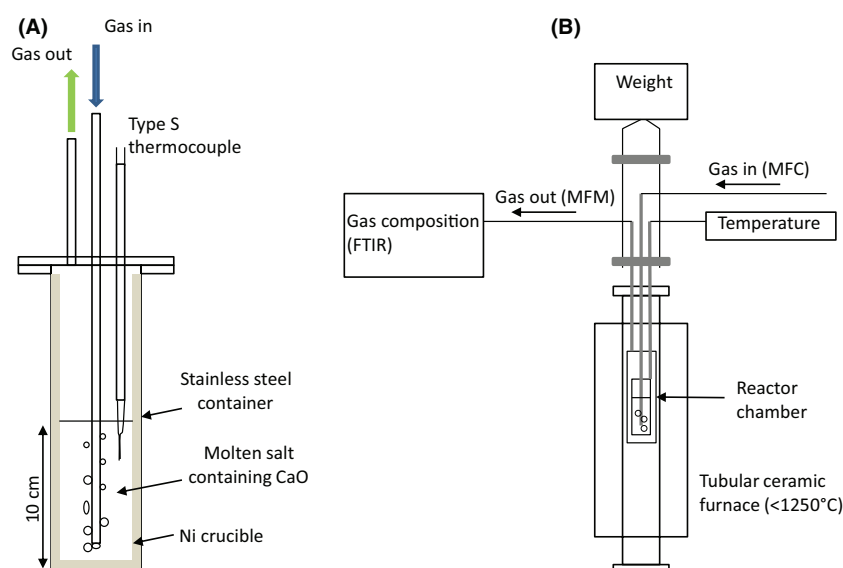 (A)
Gas in
Gas out
Type S
thermocouple
Stainless steel
container
Molten salt
containing CaO
10 cm
Ni crucible
(B)
Weight
Gas in (MFC)
Gas out (MFM)
Gas composition
(FTIR)
Temperature
Reactor
chamber
Tubular ceramic
furnace (<1250°C)